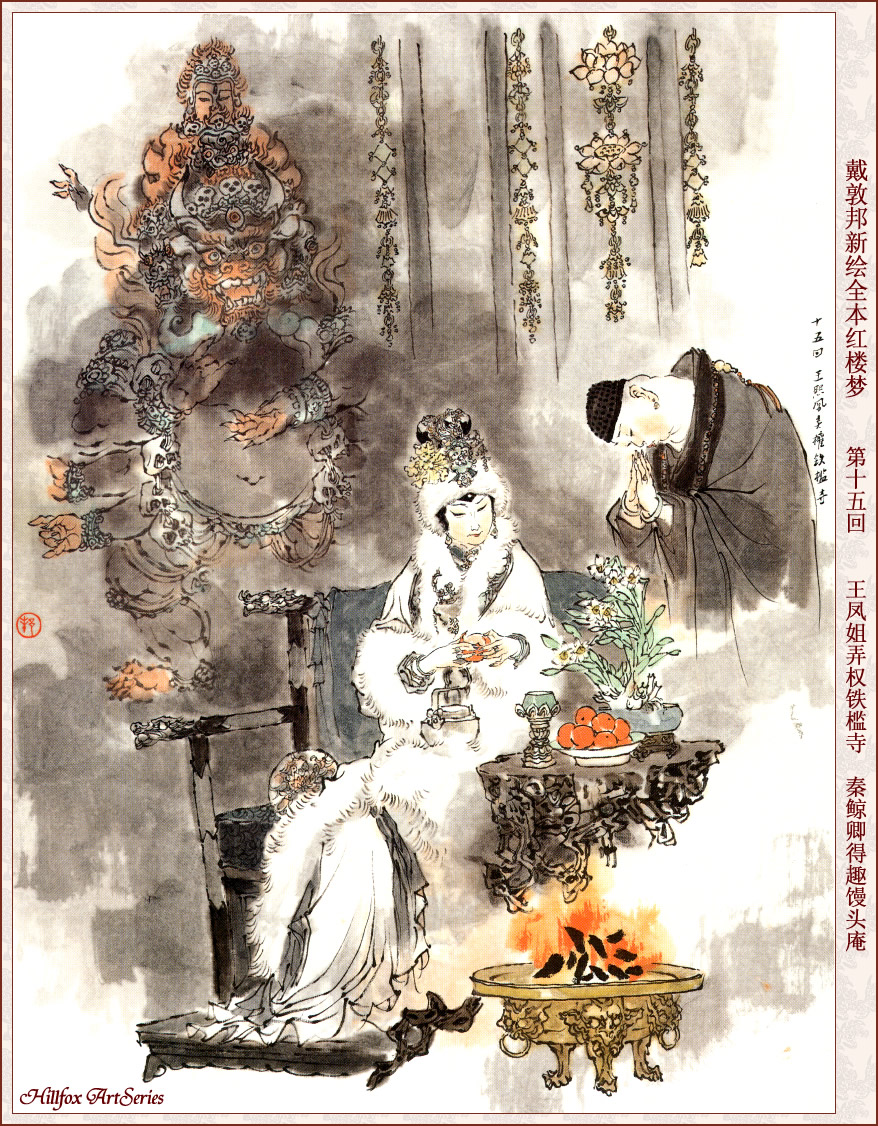 戴敦邦新绘全本红楼梦 第十五回 王凤姐弄权铁槛寺 秦鲸卿得趣馒头庵
十五回 王熙凤弄權铁槛寺
Hillfox ArtSeries